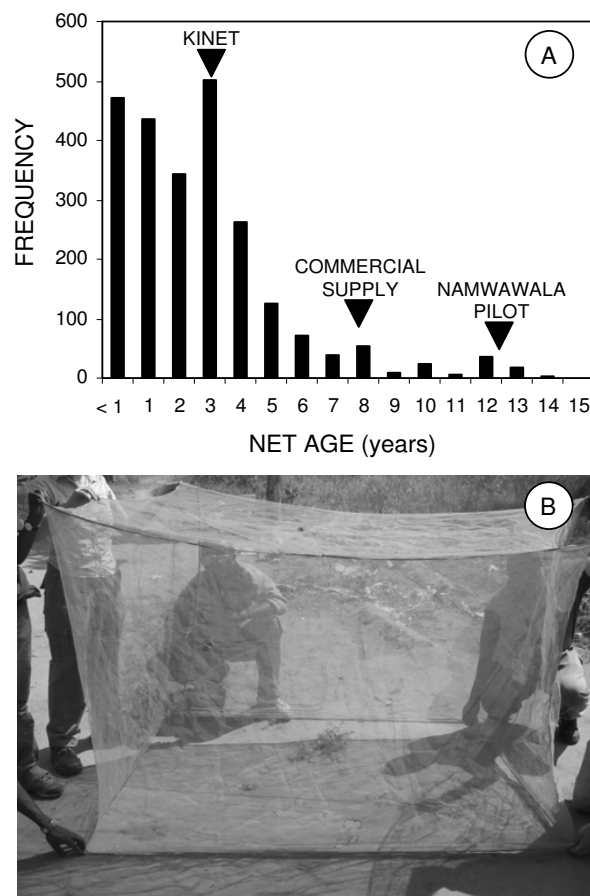 600
500
400
300
200
100
0
FREQUENCY
KINET
A
COMMERCIAL
SUPPLY
NAMWAWALA
PILOT
< 1 1 2 3 4 5 6 7 8 9 10 11 12 13 14 15
NET AGE (years)
B